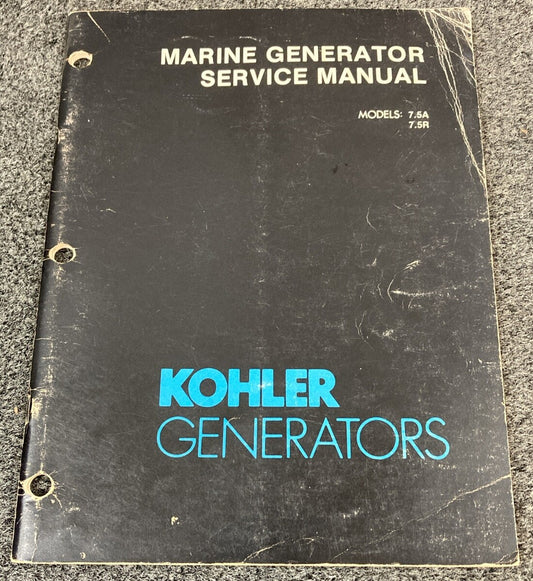 MARINE GENERATOR
SERVICE MANUAL
MODELS: 7.5A
7.5R
KOHLER
GENERATORS